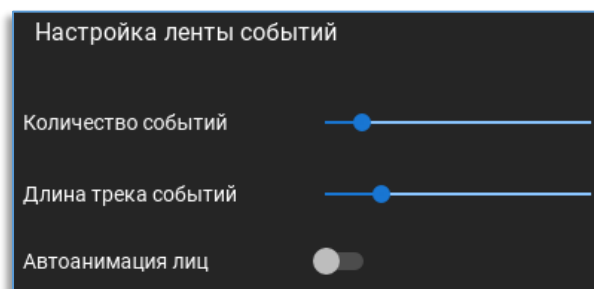 Настройка ленты событий
Количество событий
Длина трека событий
Автоанимация лиц